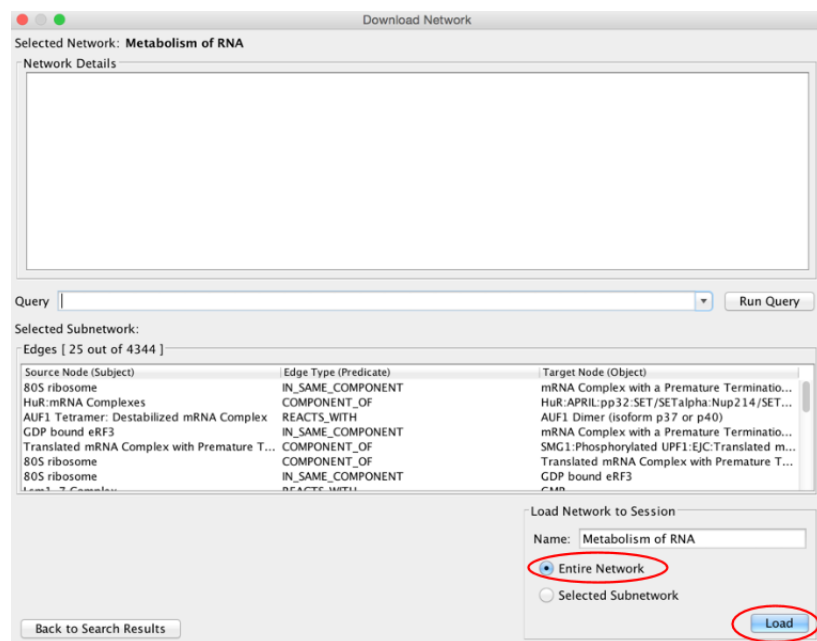 Download Network
Selected Network: Metabolism of RNA
Network Details
Query
Run Query
Selected Subnetwork:
Edges [ 25 out of 4344 ]
Source Node (Subject) Edge Type (Predicate) Target Node (Object)
80S ribosome IN_SAME_COMPONENT mRNA Complex with a Premature Terminatio...
HuR:mRNA Complexes COMPONENT_OF HuR:APRIL:pp32:SET/SETalpha:Nup214/SET...
AUF1 Tetramer: Destabilized mRNA Complex REACTS_WITH AUF1 Dimer (isoform p37 or p40)
GDP bound eRF3 IN_SAME_COMPONENT mRNA Complex with a Premature Terminatio...
Translated mRNA Complex with Premature T... COMPONENT_OF SMG1:Phosphorylated UPF1:EJC:Translated m...
80S ribosome COMPONENT_OF Translated mRNA Complex with Premature T...
80S ribosome IN_SAME_COMPONENT GDP bound eRF3
Load Network to Session
Name: Metabolism of RNA
Entire Network
Selected Subnetwork
Back to Search Results
Load